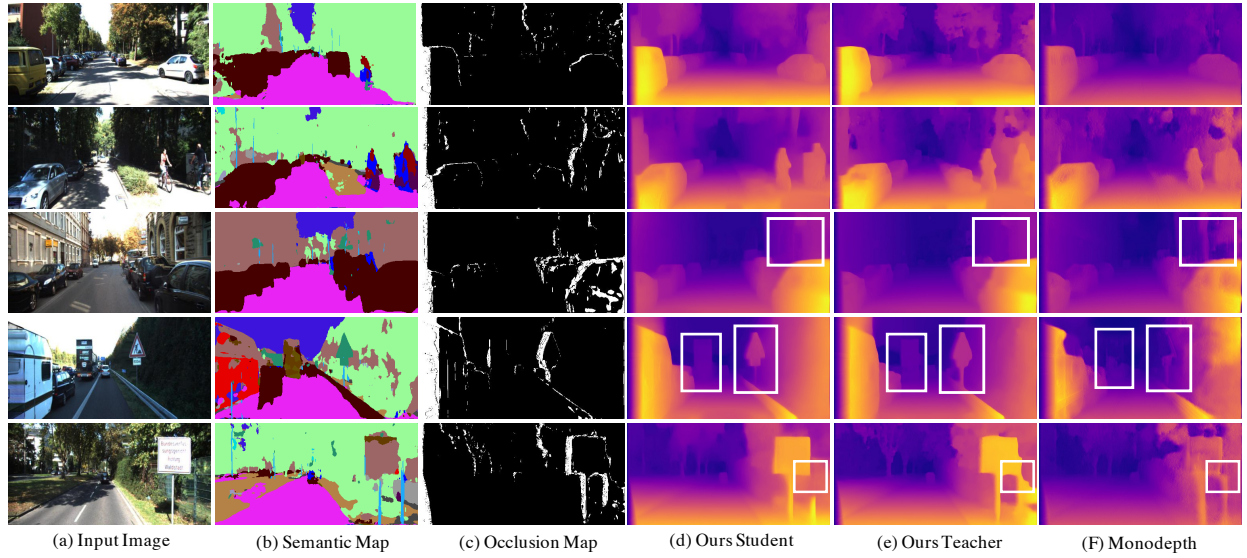 (a) Input Image
(b) Semantic Map
(c) Occlusion Map
(d) Ours Student
(e) Ours Teacher
(F) Monodepth